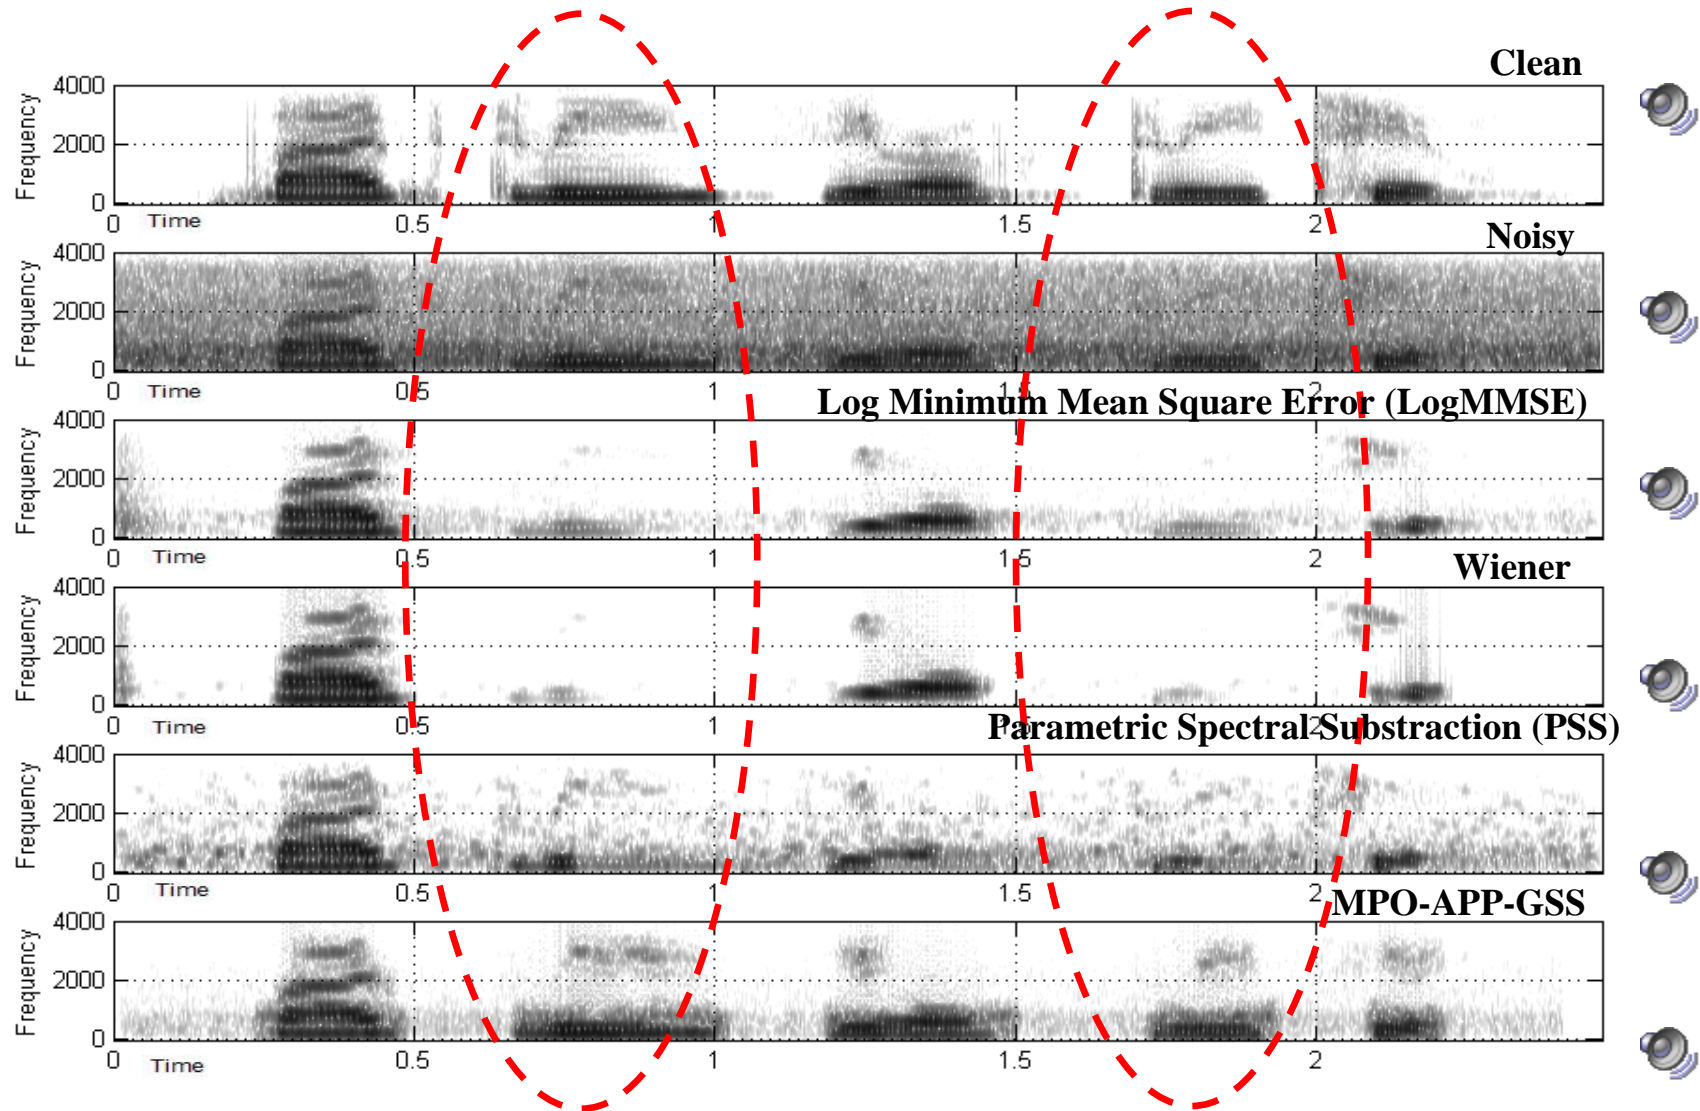 Clean
4000
2000
0
Frequency
0 Time 0.5 1 1.5 2
Noisy
4000
2000
0
Frequency
0 Time 0.5 1 1.5 2
Log Minimum Mean Square Error (LogMMSE)
4000
2000
0
Frequency
0 Time 0.5 1 1.5 2
Wiener
4000
2000
0
Frequency
0 Time 0.5 1 1.5 2
Parametric Spectral Substraction (PSS)
4000
2000
0
Frequency
0 Time 0.5 1 1.5 2
MPO-APP-GSS
4000
2000
0
Frequency
0 Time 0.5 1 1.5 2